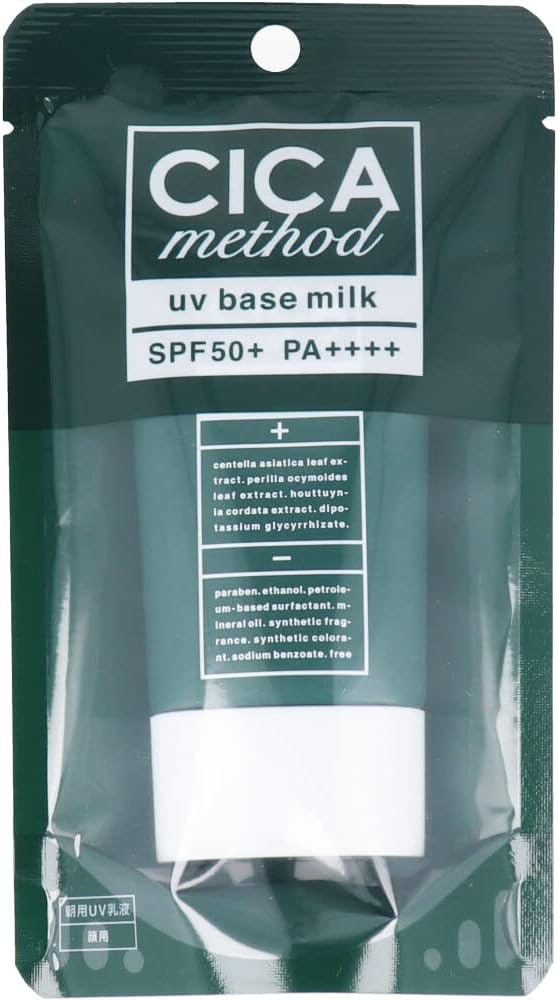 CICA
method
uv base milk
SPF50+ PA++++
+
centella asiatica leaf ex-
tract. perilla ocymoides
leaf extract. houttuyn-
ia cordata extract. dipo-
tassium glycyrrhizate.
−
paraben. ethanol. petrole-
um-based surfactant. m-
ineral oil. synthetic frag-
rance. synthetic colora-
nt. sodium benzoate. free
朝用UV乳液
顔用